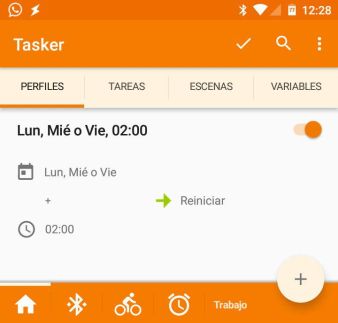 12:28
Tasker
PERFILES TAREAS ESCENAS VARIABLES
Lun, Mié o Vie, 02:00
Lun, Mié o Vie
+ Reiniciar
02:00
+
Trabajo